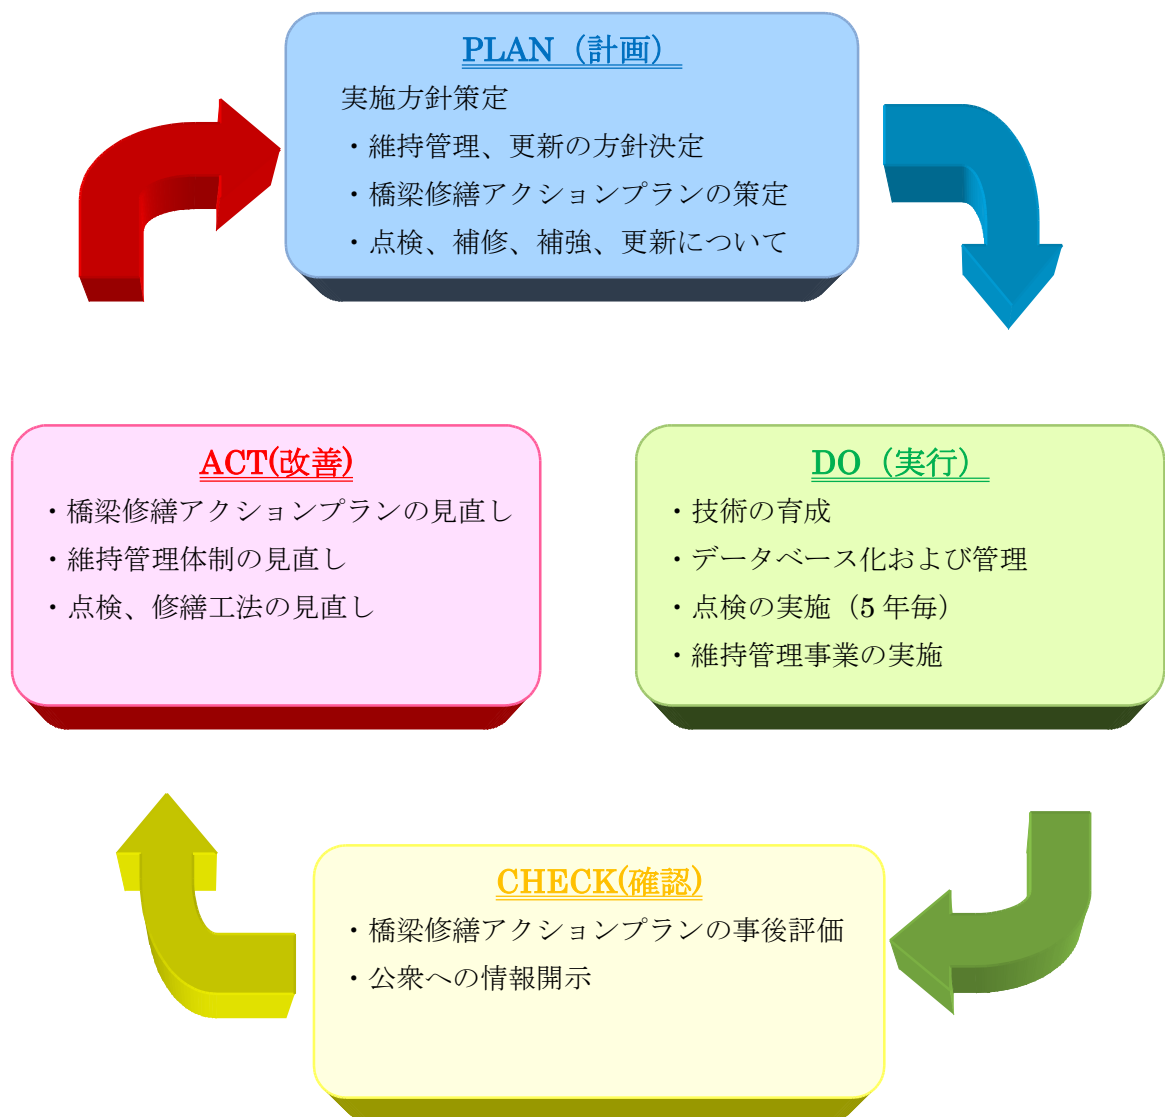 PLAN（計画）
実施方針策定
・維持管理、更新の方針決定
・橋梁修繕アクションプランの策定
・点検、補修、補強、更新について
ACT(改善)
・橋梁修繕アクションプランの見直し
・維持管理体制の見直し
・点検、修繕工法の見直し
DO（実行）
・技術の育成
・データベース化および管理
・点検の実施（5 年毎）
・維持管理事業の実施
CHECK(確認)
・橋梁修繕アクションプランの事後評価
・公衆への情報開示